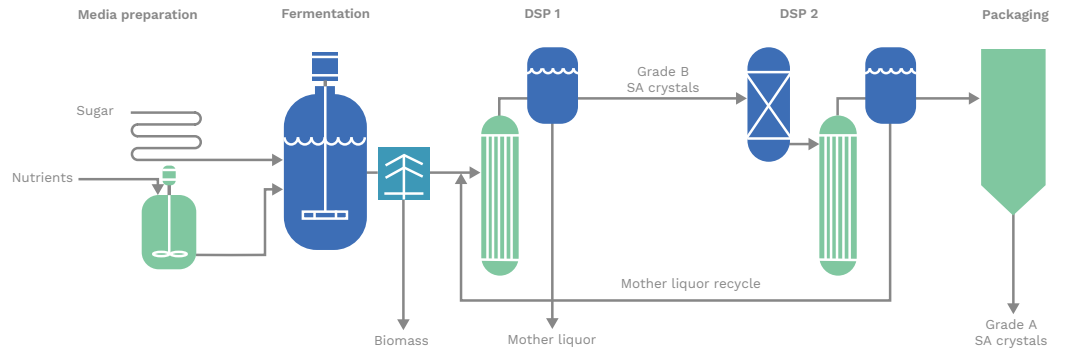 Media preparation
Fermentation
DSP 1
DSP 2
Packaging
Sugar
Nutrients
Grade B
SA crystals
Mother liquor recycle
Biomass
Mother liquor
Grade A
SA crystals